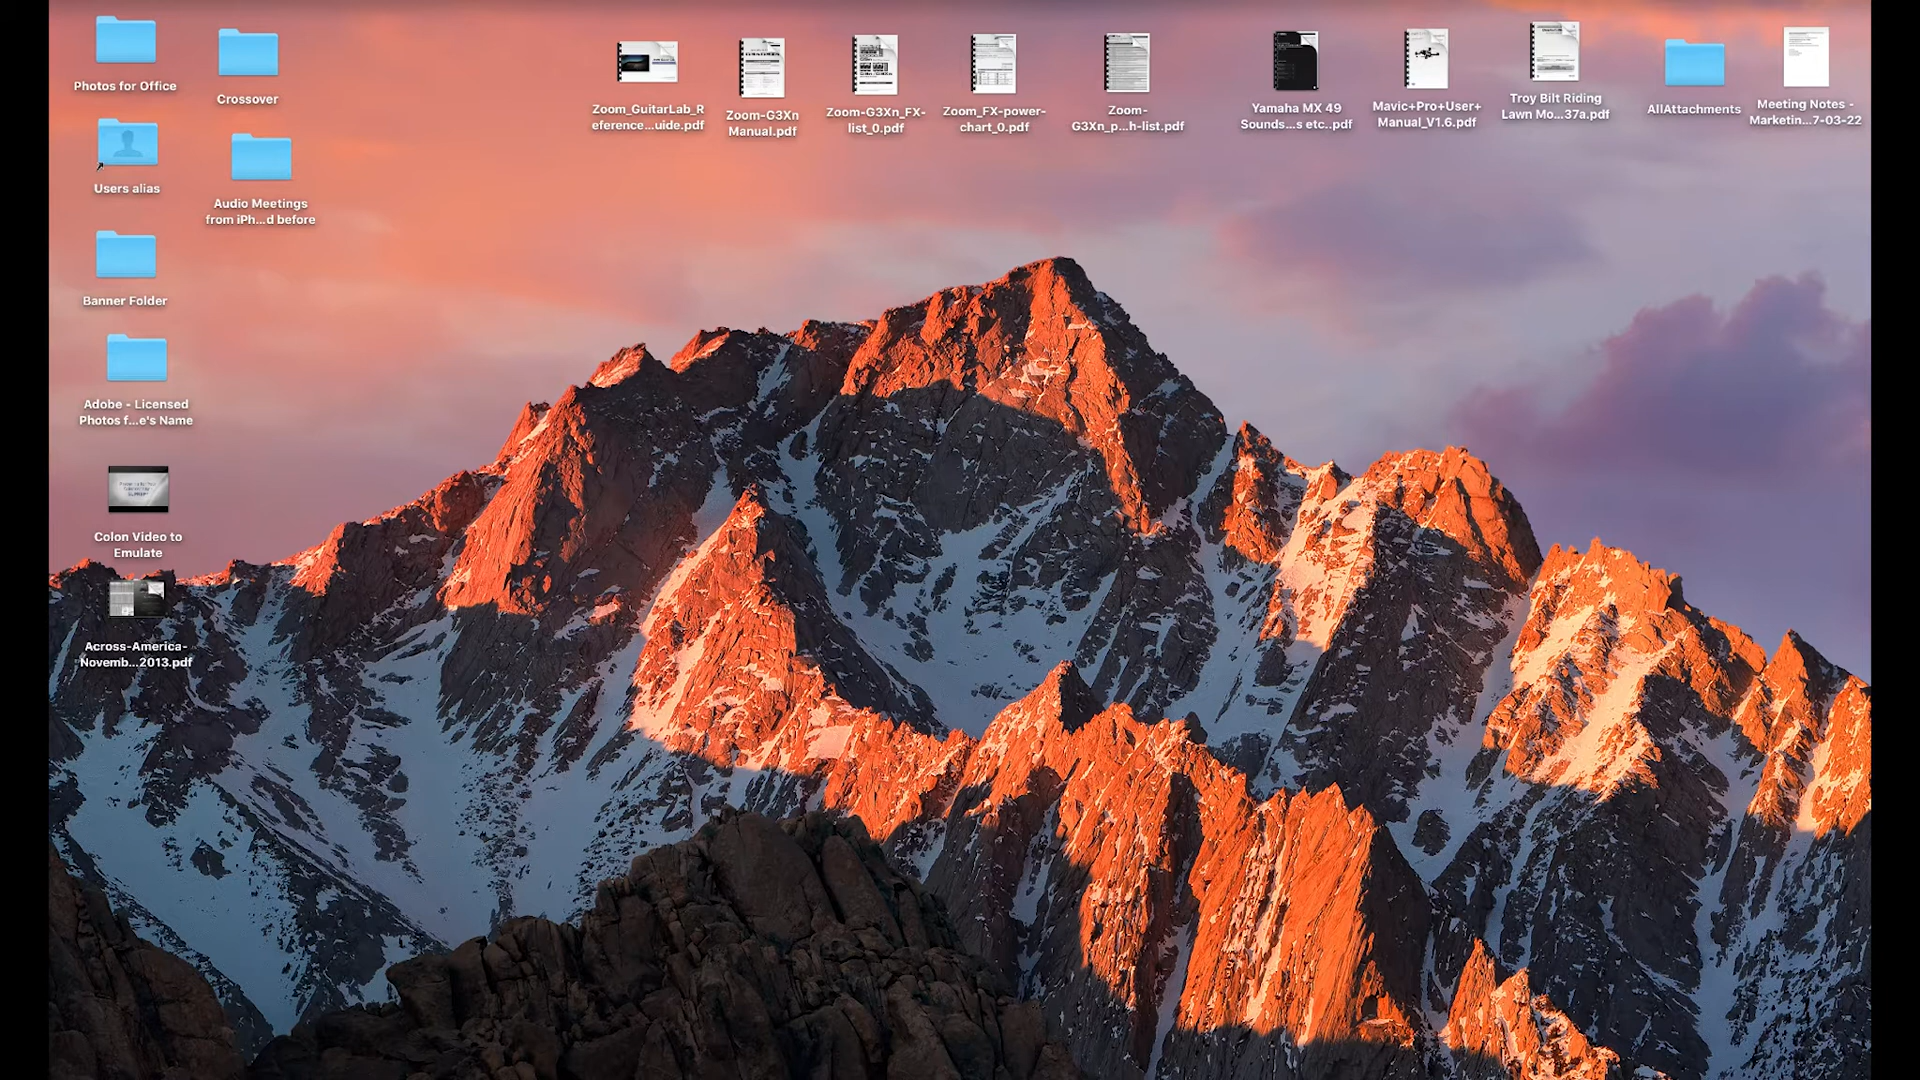 Photos for Office
Crossover
Users alias
Audio Meetings
from iPh...d before
Banner Folder
Adobe - Licensed
Photos f...e's Name
Colon Video to
Emulate
Across-America-
Novemb...2013.pdf
Zoom_GuitarLab_R
eference...uide.pdf
Zoom-G3Xn
Manual.pdf
Zoom-G3Xn_FX-
list_0.pdf
Zoom_FX-power-
chart_0.pdf
Zoom-
G3Xn_p...h-list.pdf
Yamaha MX 49
Sounds...s etc..pdf
Mavic+Pro+User+
Manual_V1.6.pdf
Troy Bilt Riding
Lawn Mo...37a.pdf
AllAttachments
Meeting Notes -
Marketin...7-03-22